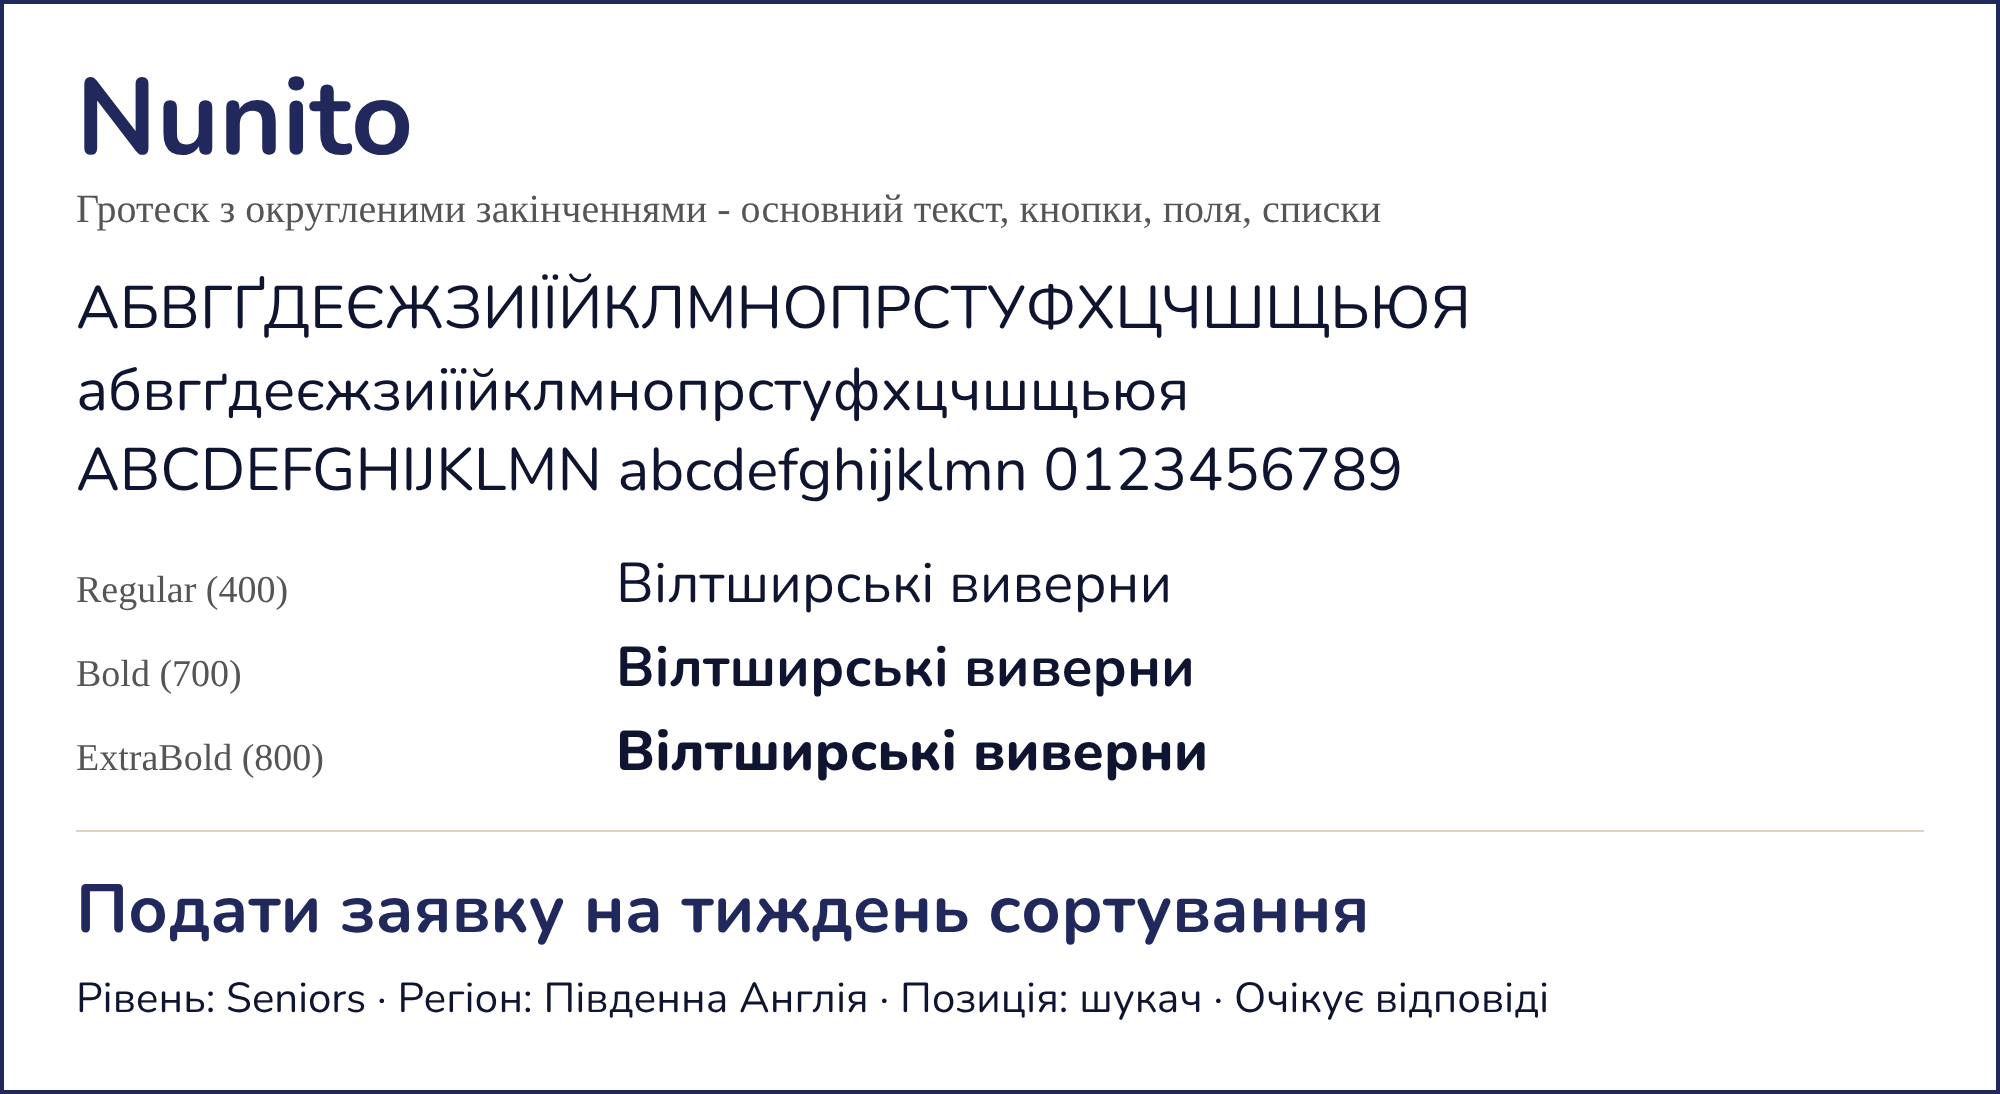 Nunito
Гротеск з округленими закінченнями - основний текст, кнопки, поля, списки
АБВГҐДЕЄЖЗИІЇЙКЛМНОПРСТУФХЦЧШЩЬЮЯ
абвгґдеєжзиіїйклмнопрстуфхцчшщьюя
ABCDEFGHIJKLMN abcdefghijklmn 0123456789
Regular (400) Вілтширські виверни
Bold (700) Вілтширські виверни
ExtraBold (800) Вілтширські виверни
Подати заявку на тиждень сортування
Рівень: Seniors · Регіон: Південна Англія · Позиція: шукач · Очікує відповіді